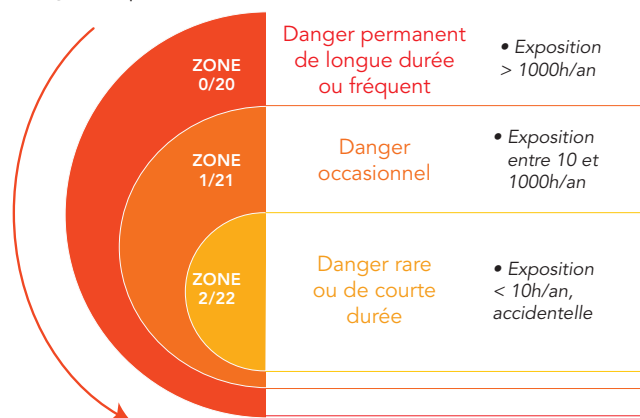 ZONE
0/20
Danger permanent
de longue durée
ou fréquent
• Exposition
> 1000h/an
ZONE
1/21
Danger
occasionnel
• Exposition
entre 10 et
1000h/an
ZONE
2/22
Danger rare
ou de courte
durée
• Exposition
< 10h/an,
accidentelle